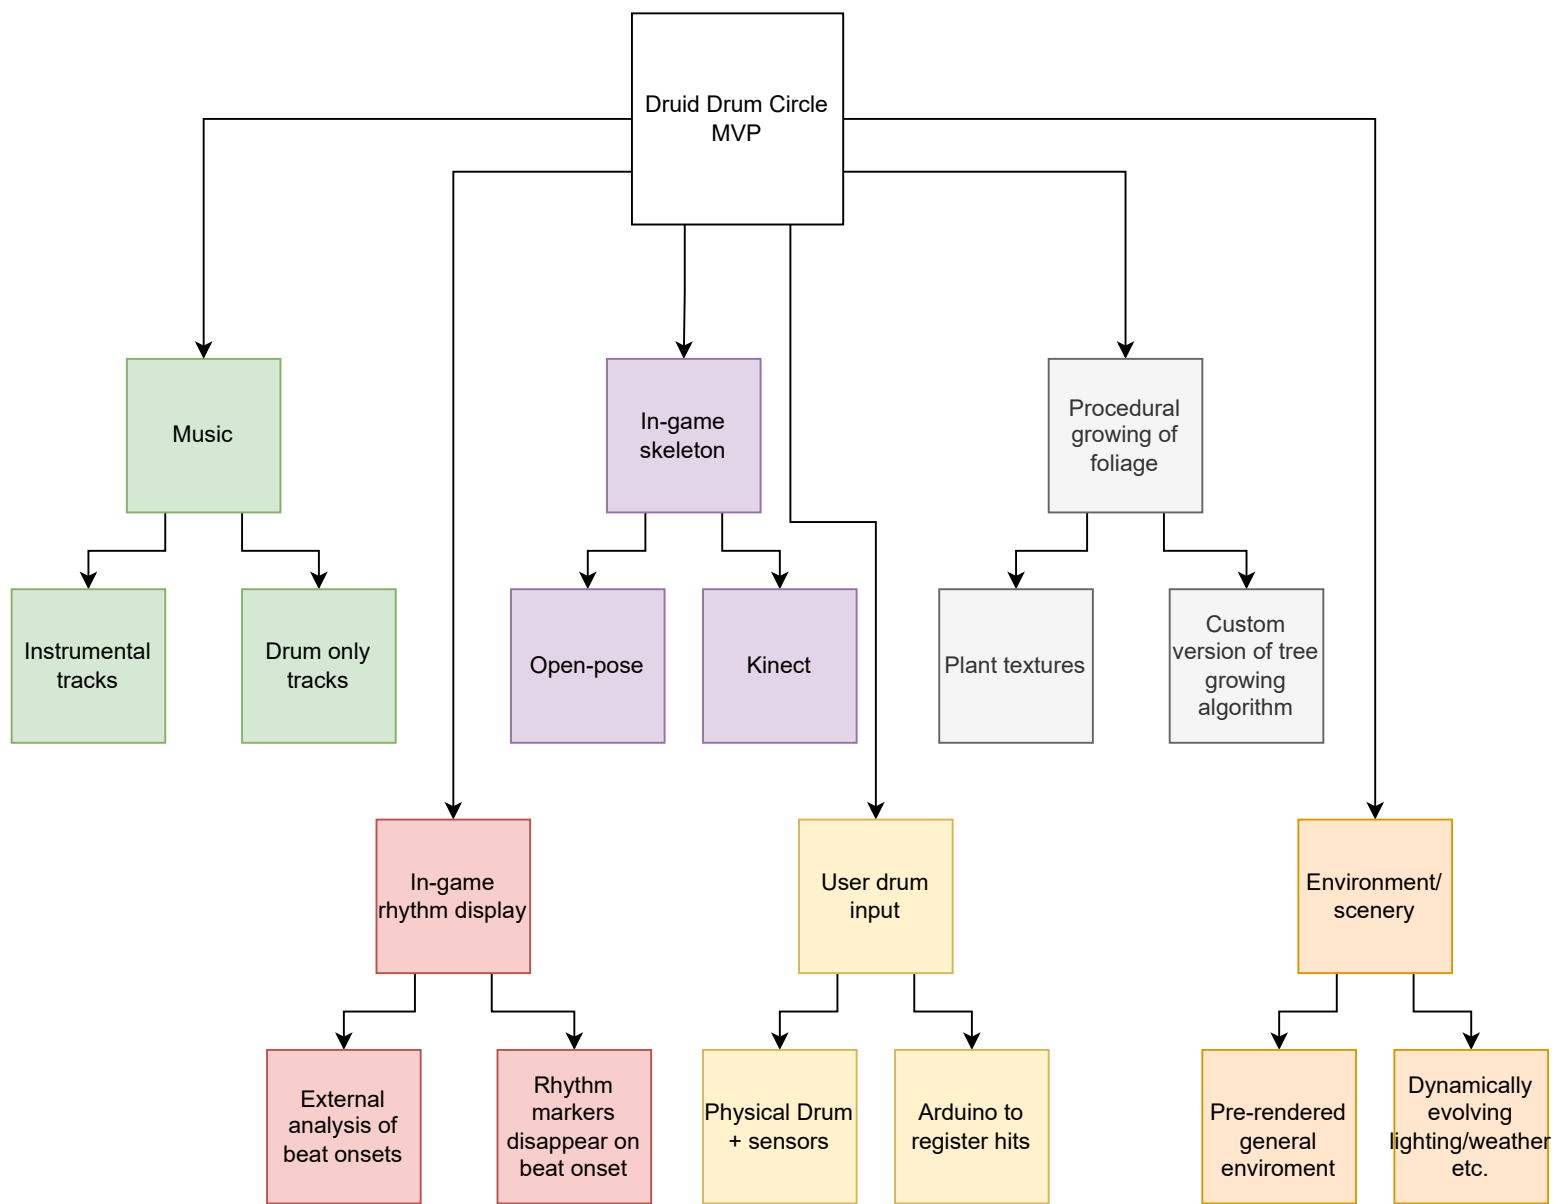 Druid Drum Circle
MVP
Music
In-game
skeleton
Procedural
growing of
foliage
Instrumental
tracks
Drum only
tracks
Open-pose
Kinect
Plant textures
Custom
version of tree
growing
algorithm
In-game
rhythm display
User drum
input
Environment/
scenery
External
analysis of
beat onsets
Rhythm
markers
disappear on
beat onset
Physical Drum
+ sensors
Arduino to
register hits
Pre-rendered
general
enviroment
Dynamically
evolving
lighting/weather
etc.